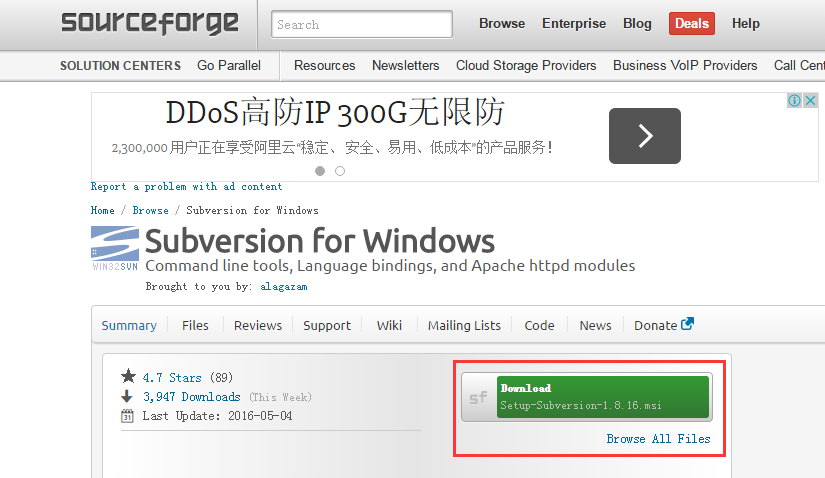 sourceforge
Search
Browse Enterprise Blog Deals Help
SOLUTION CENTERS Go Parallel Resources Newsletters Cloud Storage Providers Business VoIP Providers Call Cent
DDoS高防IP 300G无限防
2,300,000 用户正在享受阿里云“稳定、安全、易用、低成本”的产品服务!
Report a problem with ad content
Home / Browse / Subversion for Windows
Subversion for Windows
WIN32SVN
Command line tools, Language bindings, and Apache httpd modules
Brought to you by: alagazam
Summary Files Reviews Support Wiki Mailing Lists Code News Donate
4.7 Stars (89)
3,947 Downloads (This Week)
31 Last Update: 2016-05-04
sf
Download
Setup-Subversion-1.8.16.msi
Browse All Files